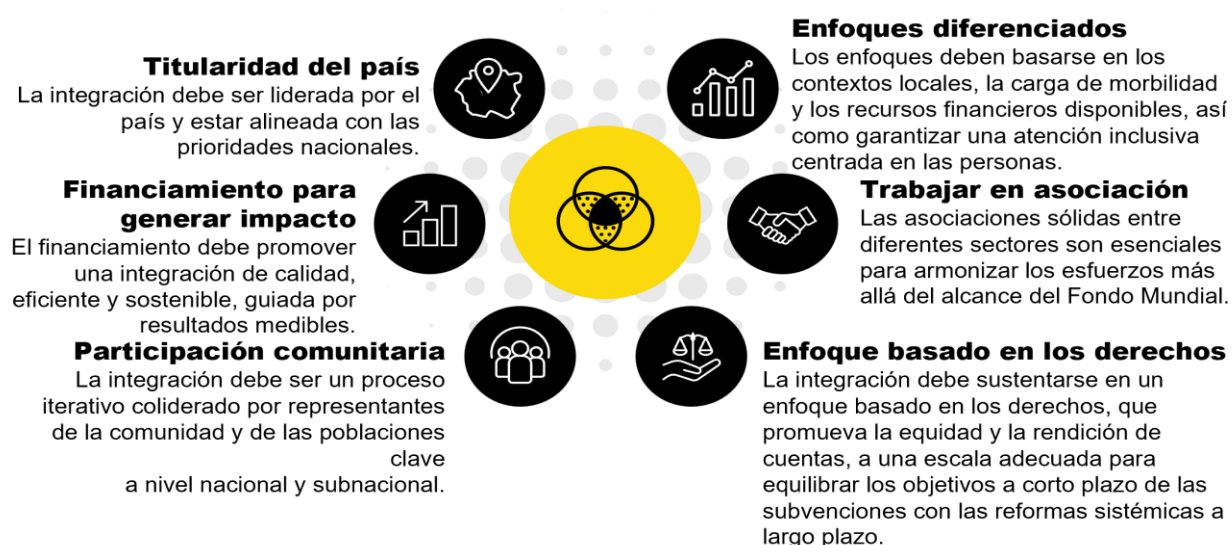 Titularidad del país
La integración debe ser liderada por el
país y estar alineada con las
prioridades nacionales.
Financiamiento para
generar impacto
El financiamiento debe promover
una integración de calidad,
eficiente y sostenible, guiada por
resultados medibles.
Participación comunitaria
La integración debe ser un proceso
iterativo coliderado por representantes
de la comunidad y de las poblaciones
clave
a nivel nacional y subnacional.
Enfoques diferenciados
Los enfoques deben basarse en los
contextos locales, la carga de morbilidad
y los recursos financieros disponibles, así
como garantizar una atención inclusiva
centrada en las personas.
Trabajar en asociación
Las asociaciones sólidas entre
diferentes sectores son esenciales
para armonizar los esfuerzos más
allá del alcance del Fondo Mundial.
Enfoque basado en los derechos
La integración debe sustentarse en un
enfoque basado en los derechos, que
promueva la equidad y la rendición de
cuentas, a una escala adecuada para
equilibrar los objetivos a corto plazo de las
subvenciones con las reformas sistémicas a
largo plazo.